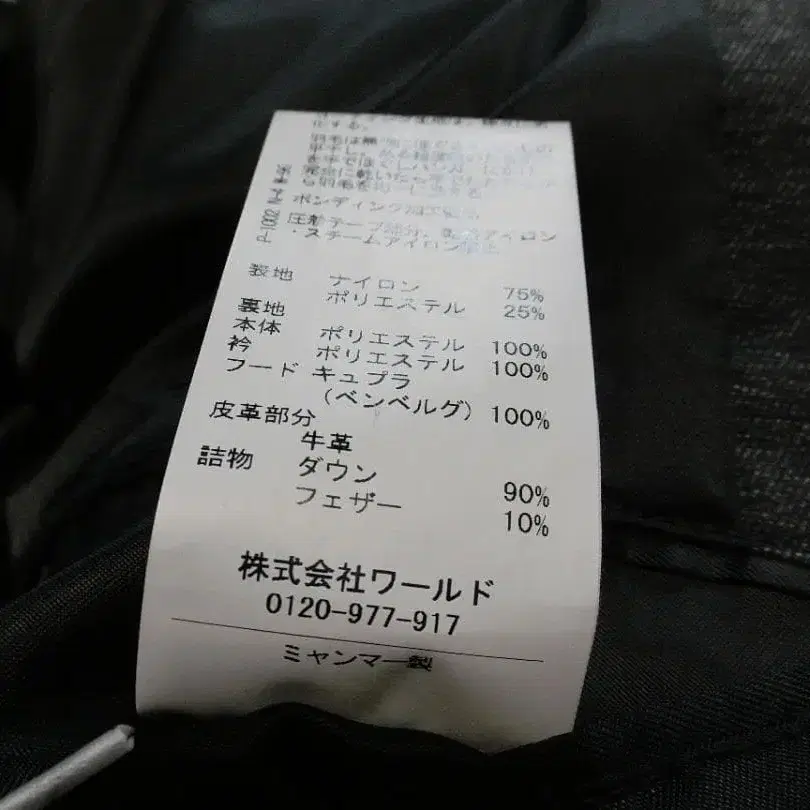 化する。
ボンディング加工
圧着テープ部分、アイロン
・スチームアイロン禁止
P-1002
表地 ナイロン 75%
ポリエステル 25%
裏地
本体 ポリエステル 100%
衿 ポリエステル 100%
フード キュプラ
(ベンベルグ) 100%
皮革部分
牛革
詰物 ダウン 90%
フェザー 10%
株式会社ワールド
0120-977-917
ミャンマー製